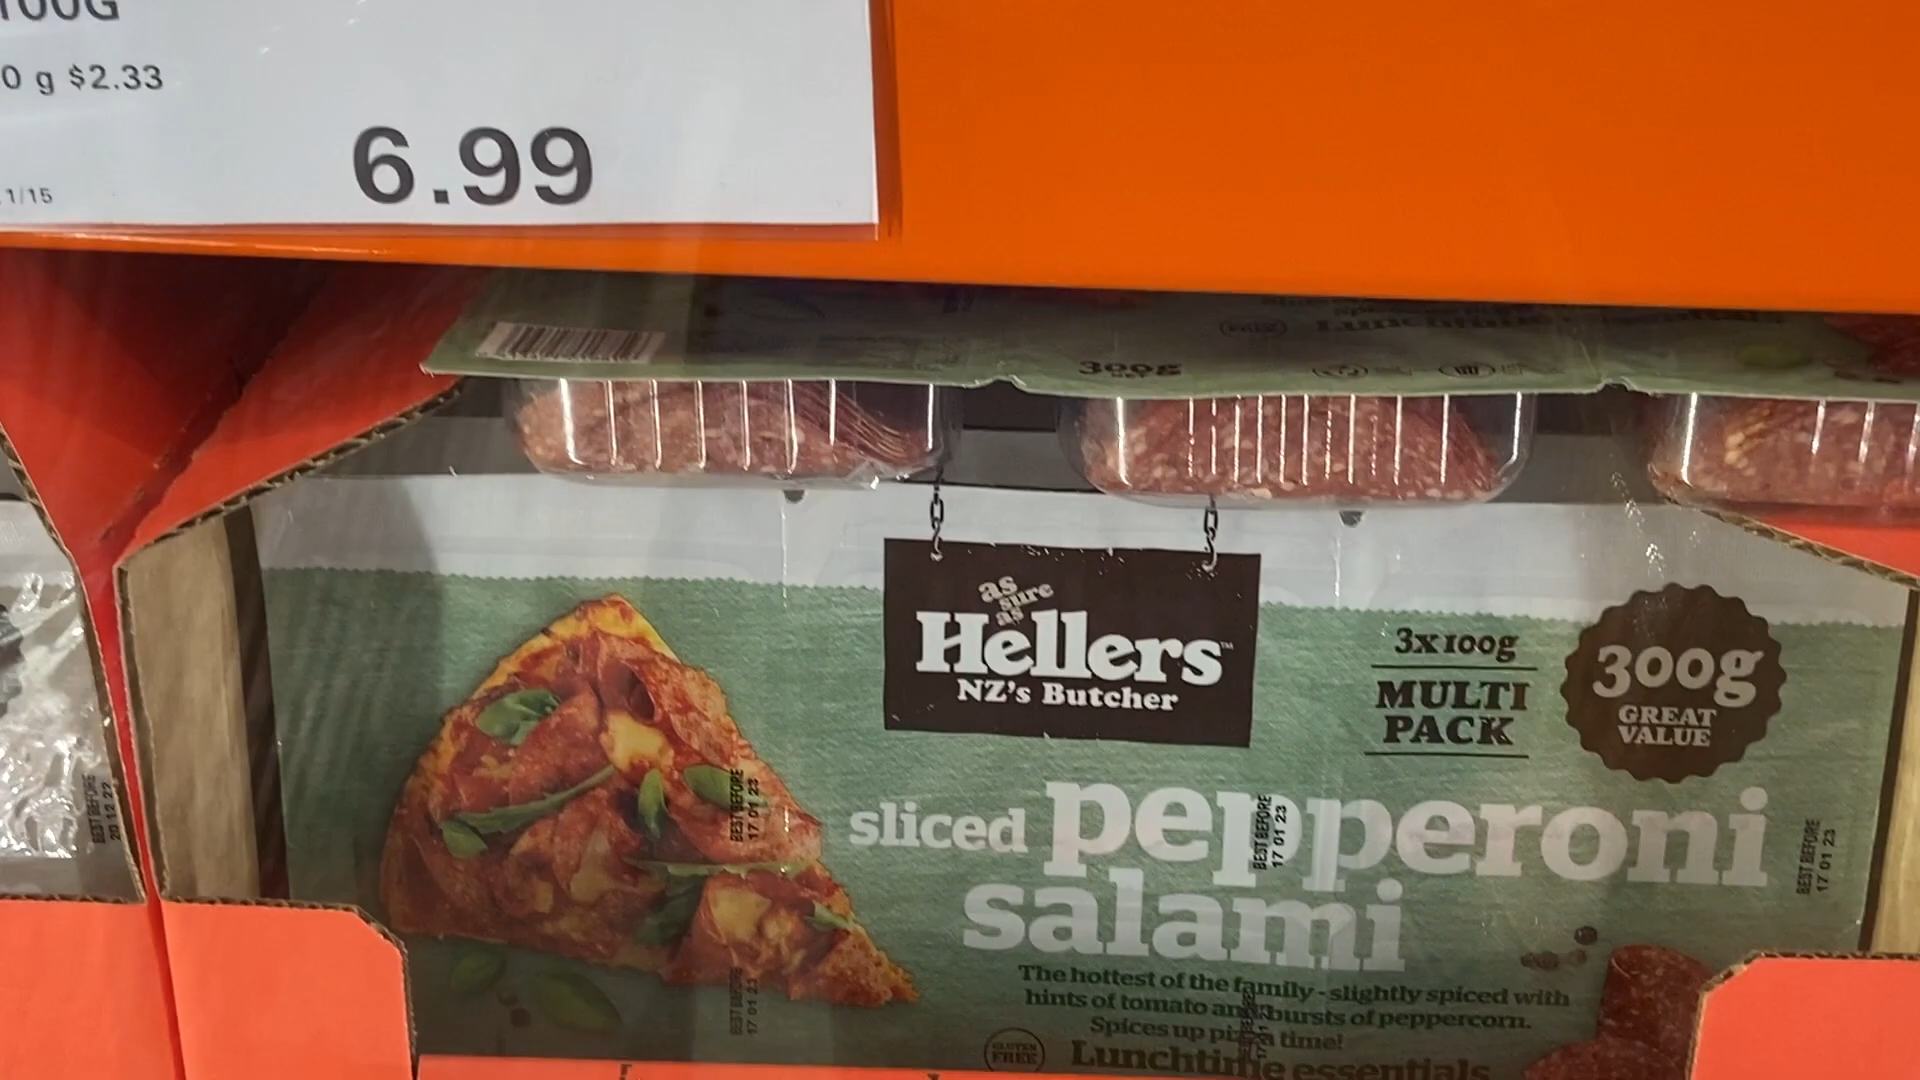 100G
0 g $2.33
6.99
1/15
300g
as
sure
as
Hellers™
NZ's Butcher
3x100g
MULTI
PACK
300g
GREAT
VALUE
sliced pepperoni
salami
BEST BEFORE
17 01 23
BEST BEFORE
17 01 23
BEST BEFORE
17 01 23
BEST BEFORE
20 12 22
The hottest of the family - slightly spiced with
hints of tomato and bursts of peppercorn.
Spices up pizza time!
BEST BEFORE
17 01 23
GLUTEN
FREE
Lunchtime essentials